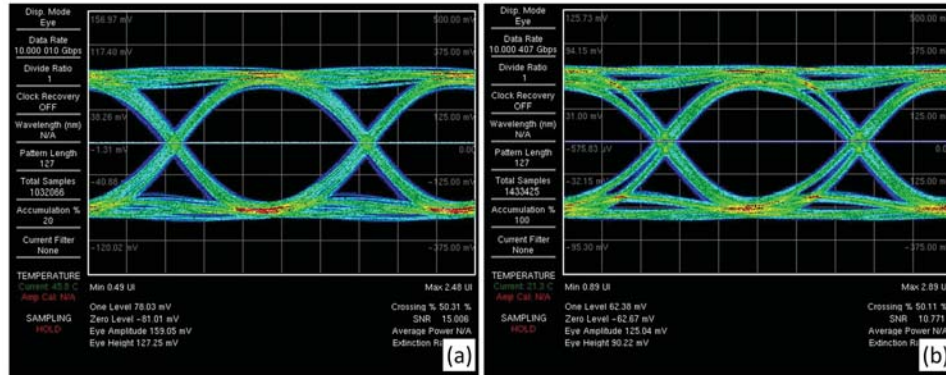 Disp. Mode
Eye
Data Rate
10.000 010 Gbps
Divide Ratio
1
Clock Recovery
OFF
Wavelength (nm)
N/A
Pattern Length
127
Total Samples
1032066
Accumulation %
20
Current Filter
None
TEMPERATURE
Current 45.8 C
Amp Cal. N/A
SAMPLING
HOLD
156.97 mV
500.00 mV
117.40 mV
375.00 mV
38.26 mV
125.00 mV
-1.31 mV
0.00
-40.88 mV
-125.00 mV
-120.02 mV
-375.00 mV
Min 0.49 UI
Max 2.48 UI
One Level 78.03 mV
Crossing % 50.31 %
Zero Level -81.01 mV
SNR 15.006
Eye Amplitude 159.05 mV
Average Power N/A
Eye Height 127.25 mV
Extinction
(a)
Disp. Mode
Eye
Data Rate
10.000 407 Gbps
Divide Ratio
1
Clock Recovery
OFF
Wavelength (nm)
N/A
Pattern Length
127
Total Samples
1433425
Accumulation %
100
Current Filter
None
TEMPERATURE
Current 21.3 C
Amp Cal. N/A
SAMPLING
HOLD
125.73 mV
500.00 mV
94.15 mV
375.00 mV
31.00 mV
125.00 mV
-575.83 uV
0.00
-32.15 mV
-125.00 mV
-95.30 mV
-375.00 mV
Min 0.89 UI
Max 2.89 UI
One Level 62.38 mV
Crossing % 50.11 %
Zero Level -62.67 mV
SNR 10.771
Eye Amplitude 125.04 mV
Average Power N/A
Eye Height 90.22 mV
Extinction
(b)